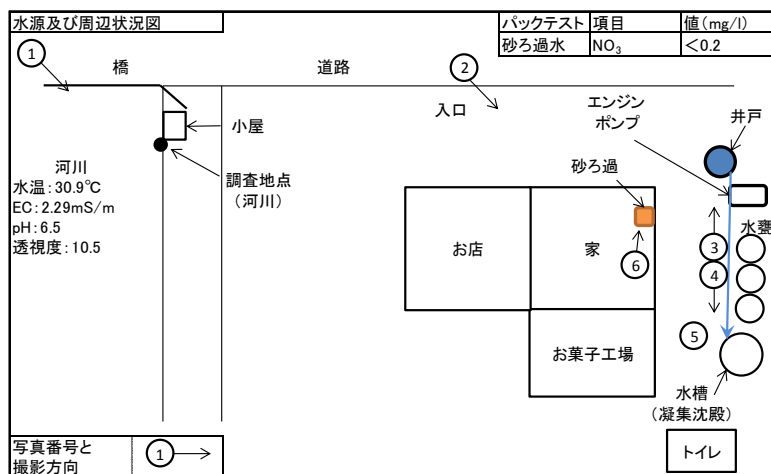 水源及び周辺状況図
パックテスト 項目 値(mg/l)
砂ろ過水 NO3 <0.2
①
橋
道路
②
入口
エンジン
ポンプ
井戸
小屋
調査地点
(河川)
河川
水温:30.9℃
EC:2.29mS/m
pH:6.5
透視度:10.5
砂ろ過
水甕
③
④
お店
家
⑥
⑤
お菓子工場
水槽
(凝集沈殿)
トイレ
写真番号と
撮影方向
①